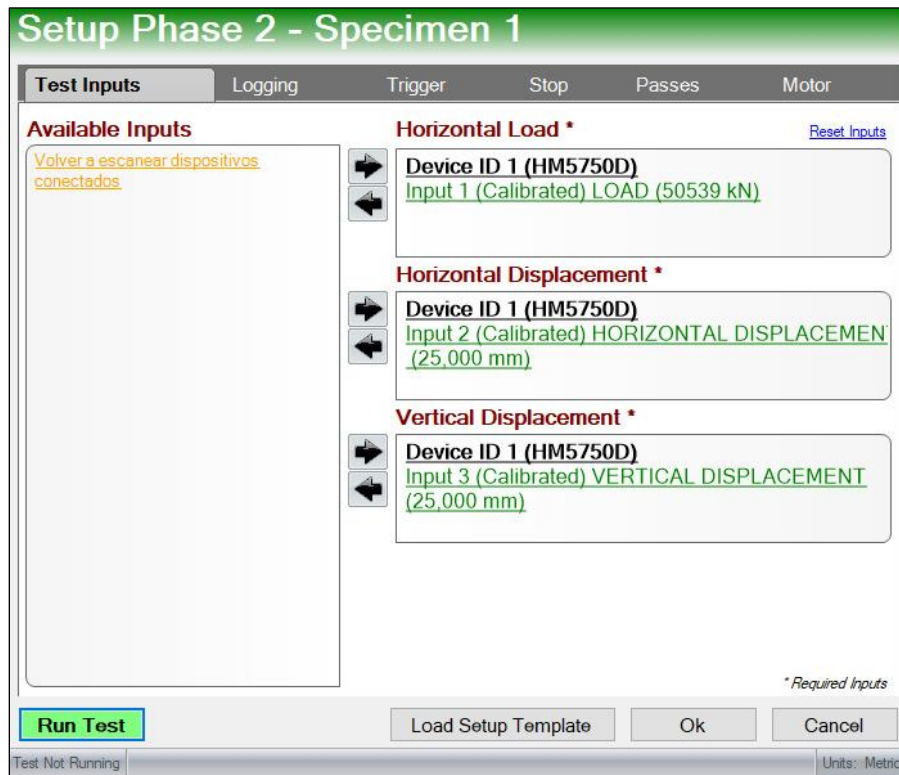 Setup Phase 2 - Specimen 1
Test Inputs Logging Trigger Stop Passes Motor
Available Inputs
Volver a escanear dispositivos
conectados
Horizontal Load *
Reset Inputs
Device ID 1 (HM5750D)
Input 1 (Calibrated) LOAD (50539 kN)
Horizontal Displacement *
Device ID 1 (HM5750D)
Input 2 (Calibrated) HORIZONTAL DISPLACEMEN
(25,000 mm)
Vertical Displacement *
Device ID 1 (HM5750D)
Input 3 (Calibrated) VERTICAL DISPLACEMENT
(25,000 mm)
* Required Inputs
Run Test Load Setup Template Ok Cancel
Test Not Running Units: Metric